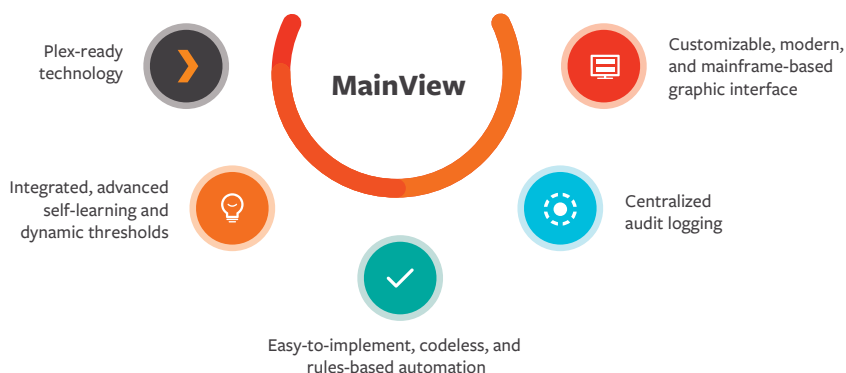 MainView
Plex-ready
technology
Customizable, modern,
and mainframe-based
graphic interface
Integrated, advanced
self-learning and
dynamic thresholds
Centralized
audit logging
Easy-to-implement, codeless, and
rules-based automation